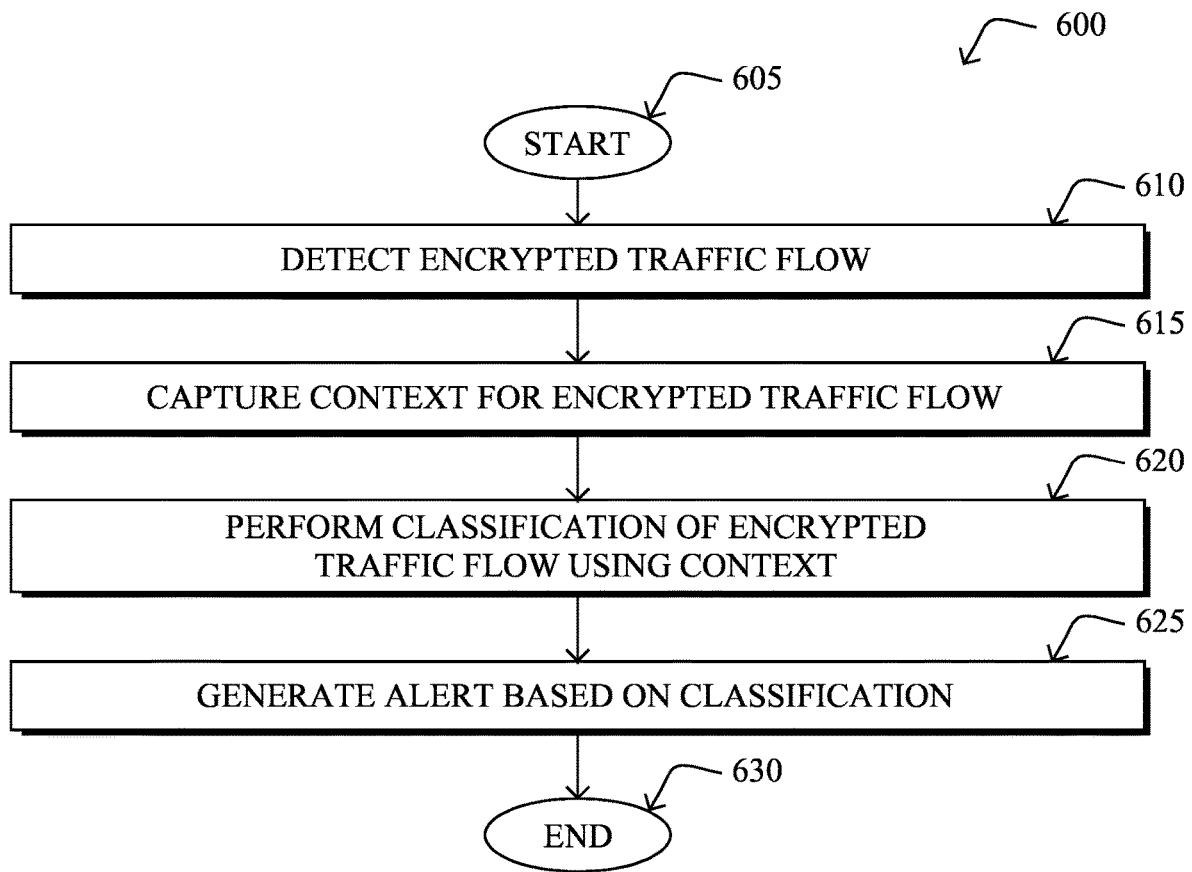 600
605
START
610
DETECT ENCRYPTED TRAFFIC FLOW
615
CAPTURE CONTEXT FOR ENCRYPTED TRAFFIC FLOW
620
PERFORM CLASSIFICATION OF ENCRYPTED
TRAFFIC FLOW USING CONTEXT
625
GENERATE ALERT BASED ON CLASSIFICATION
630
END